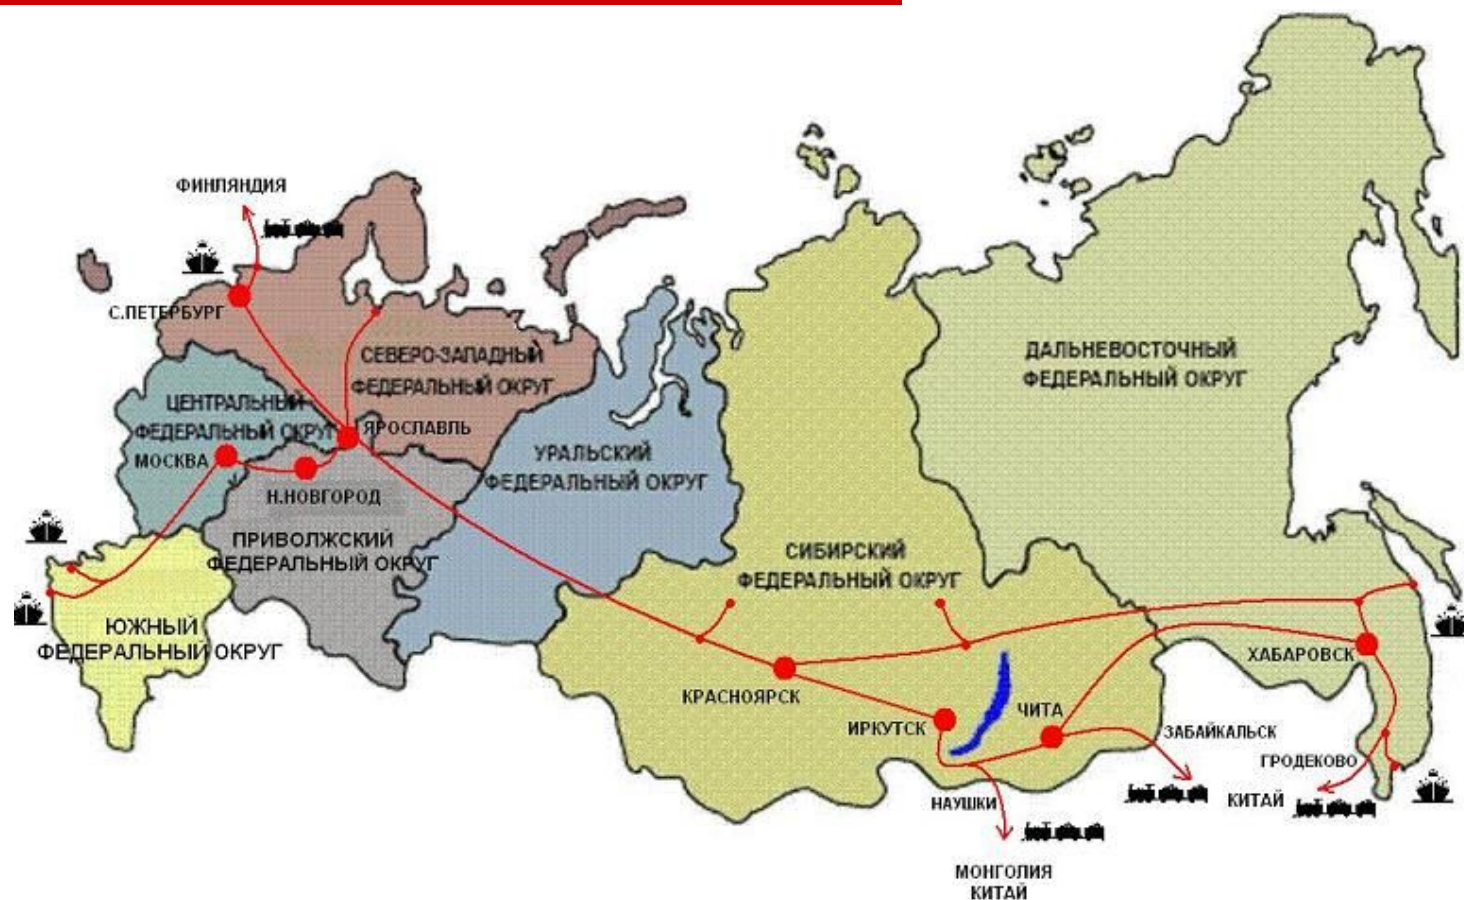 ФИНЛЯНДИЯ
С.ПЕТЕРБУРГ
СЕВЕРО-ЗАПАДНЫЙ
ФЕДЕРАЛЬНЫЙ ОКРУГ
ДАЛЬНЕВОСТОЧНЫЙ
ФЕДЕРАЛЬНЫЙ ОКРУГ
ЦЕНТРАЛЬНЫЙ
ФЕДЕРАЛЬНЫЙ ОКРУГ
ЯРОСЛАВЛЬ
МОСКВА
Н.НОВГОРОД
УРАЛЬСКИЙ
ФЕДЕРАЛЬНЫЙ ОКРУГ
ПРИВОЛЖСКИЙ
ФЕДЕРАЛЬНЫЙ ОКРУГ
СИБИРСКИЙ
ФЕДЕРАЛЬНЫЙ ОКРУГ
ЮЖНЫЙ
ФЕДЕРАЛЬНЫЙ ОКРУГ
ХАБАРОВСК
КРАСНОЯРСК
ИРКУТСК
ЧИТА
ЗАБАЙКАЛЬСК
ГРОДЕКОВО
НАУШКИ
КИТАЙ
МОНГОЛИЯ
КИТАЙ